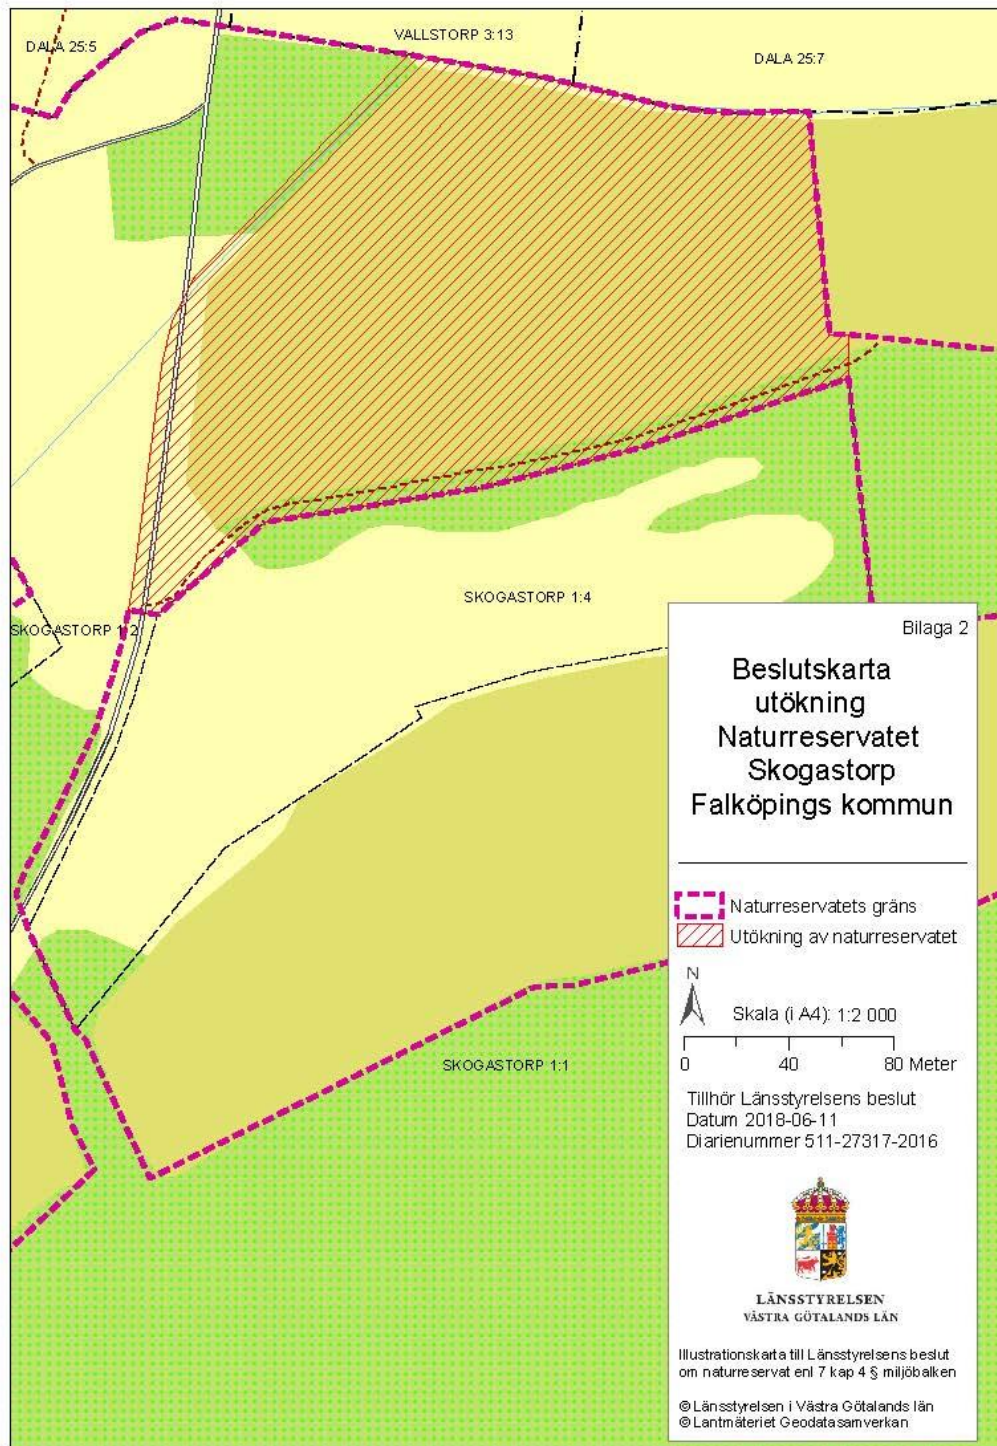 VALLSTORP 3:13
DALA 25:5
DALA 25:7
SKOGASTORP 1:4
SKOGASTORP 1:2
SKOGASTORP 1:1
Bilaga 2
Beslutskarta
utökning
Naturreservatet
Skogastorp
Falköpings kommun
Naturreservatets gräns
Utökning av naturreservatet
N
Skala (i A4): 1:2 000
0 40 80 Meter
Tillhör Länsstyrelsens beslut
Datum 2018-06-11
Diarienummer 511-27317-2016
LÄNSSTYRELSEN
VÄSTRA GÖTALANDS LÄN
Illustrationskarta till Länsstyrelsens beslut
om naturreservat enl 7 kap 4 § miljöbalken
© Länsstyrelsen i Västra Götalands län
© Lantmäteriet Geodatasamverkan